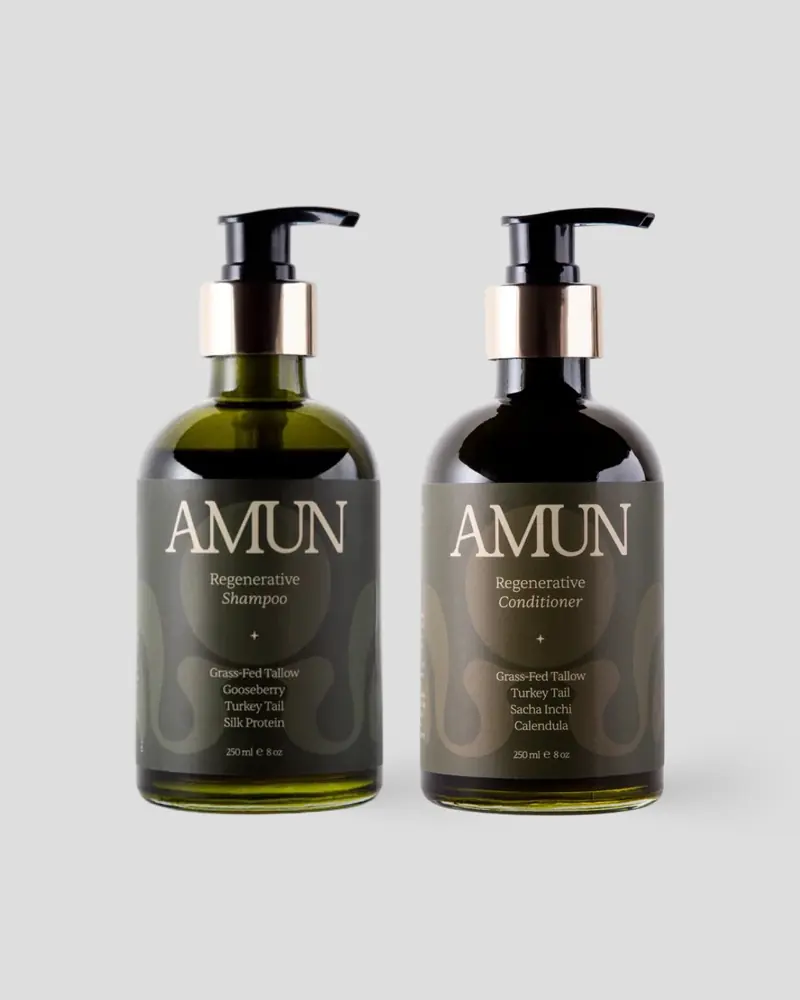 AMUN
Regenerative
Shampoo
Grass-Fed Tallow
Gooseberry
Turkey Tail
Silk Protein
250 ml ℮ 8 oz
AMUN
Regenerative
Conditioner
Grass-Fed Tallow
Turkey Tail
Sacha Inchi
Calendula
250 ml ℮ 8 oz